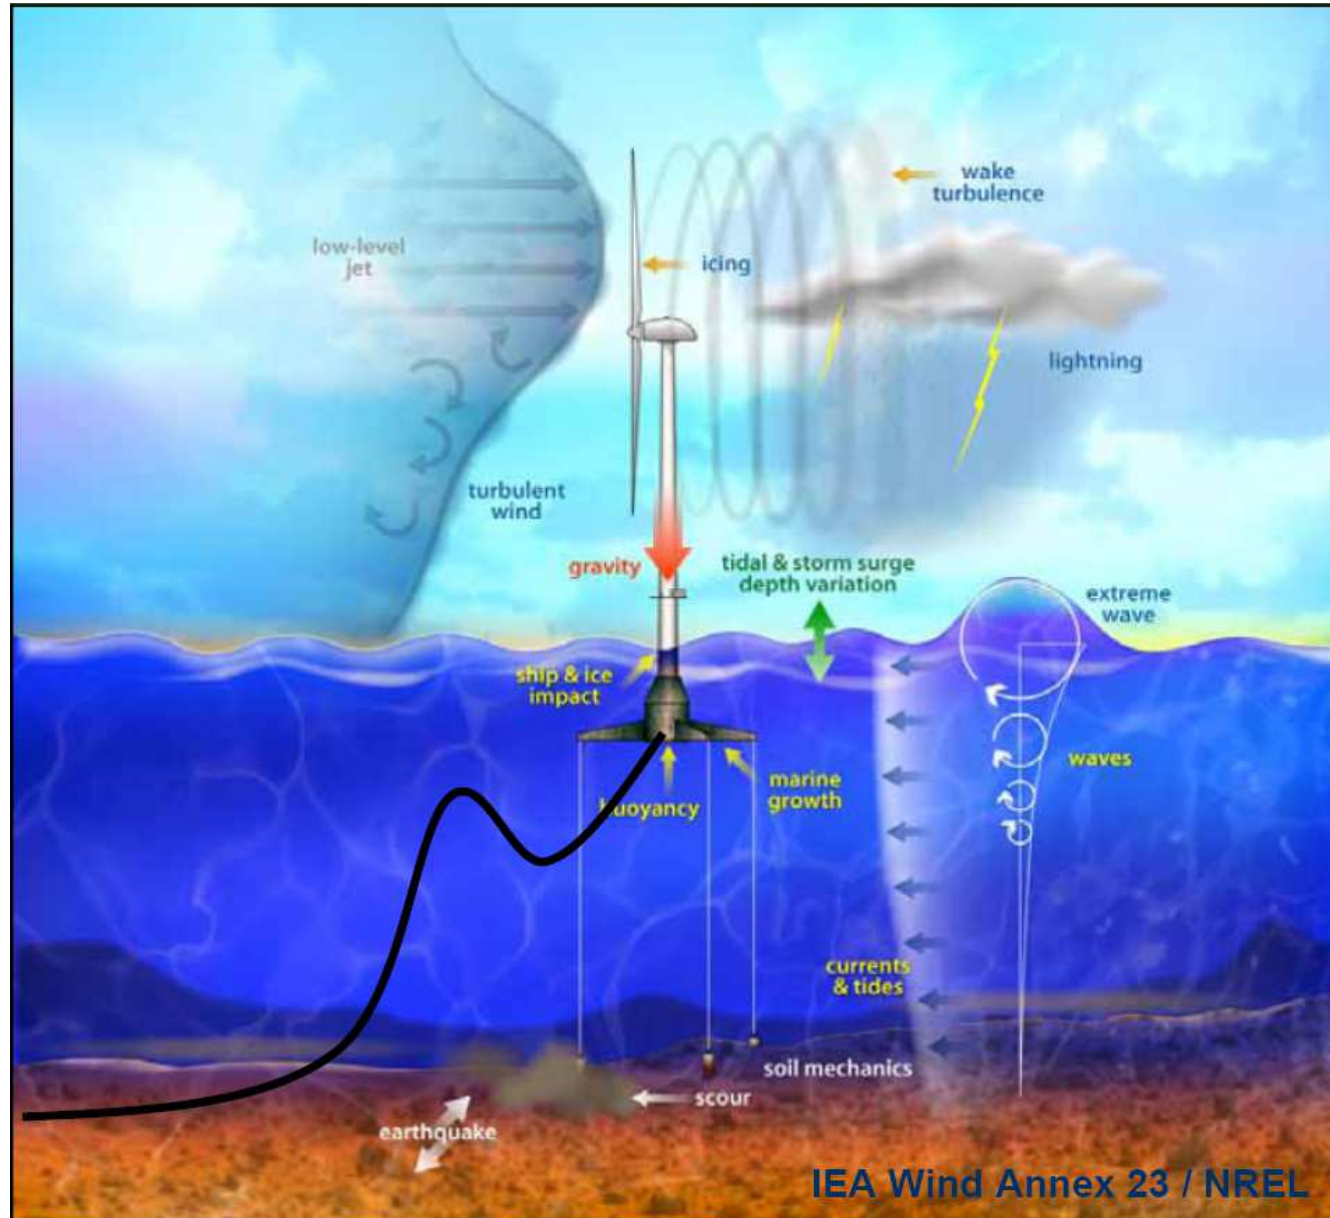 wake
turbulence
low-level
jet
icing
lightning
turbulent
wind
gravity
tidal & storm surge
depth variation
extreme
wave
ship & ice
impact
waves
marine
growth
buoyancy
currents
& tides
soil mechanics
scour
earthquake
IEA Wind Annex 23 / NREL